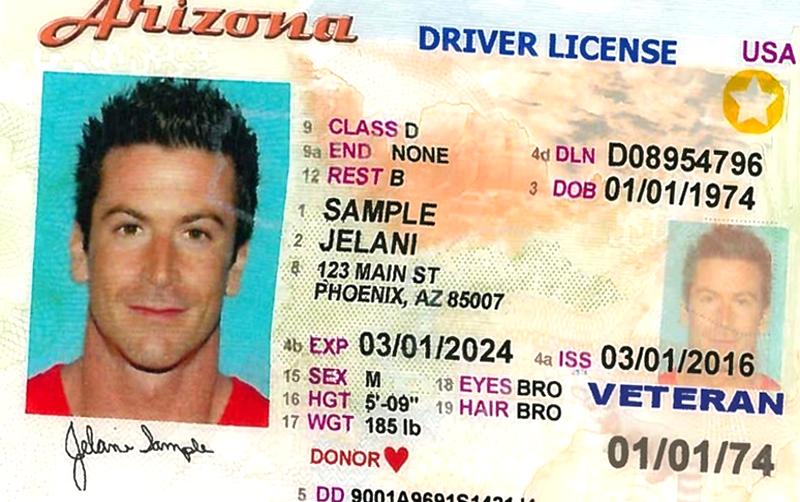 Arizona DRIVER LICENSE USA
9 CLASS D
9a END NONE 4d DLN D08954796
12 REST B 3 DOB 01/01/1974
1 SAMPLE
2 JELANI
8 123 MAIN ST
PHOENIX, AZ 85007
4b EXP 03/01/2024 4a ISS 03/01/2016
15 SEX M 18 EYES BRO VETERAN
16 HGT 5'-09" 19 HAIR BRO
17 WGT 185 lb 01/01/74
Jelani Sample
DONOR
5 DD